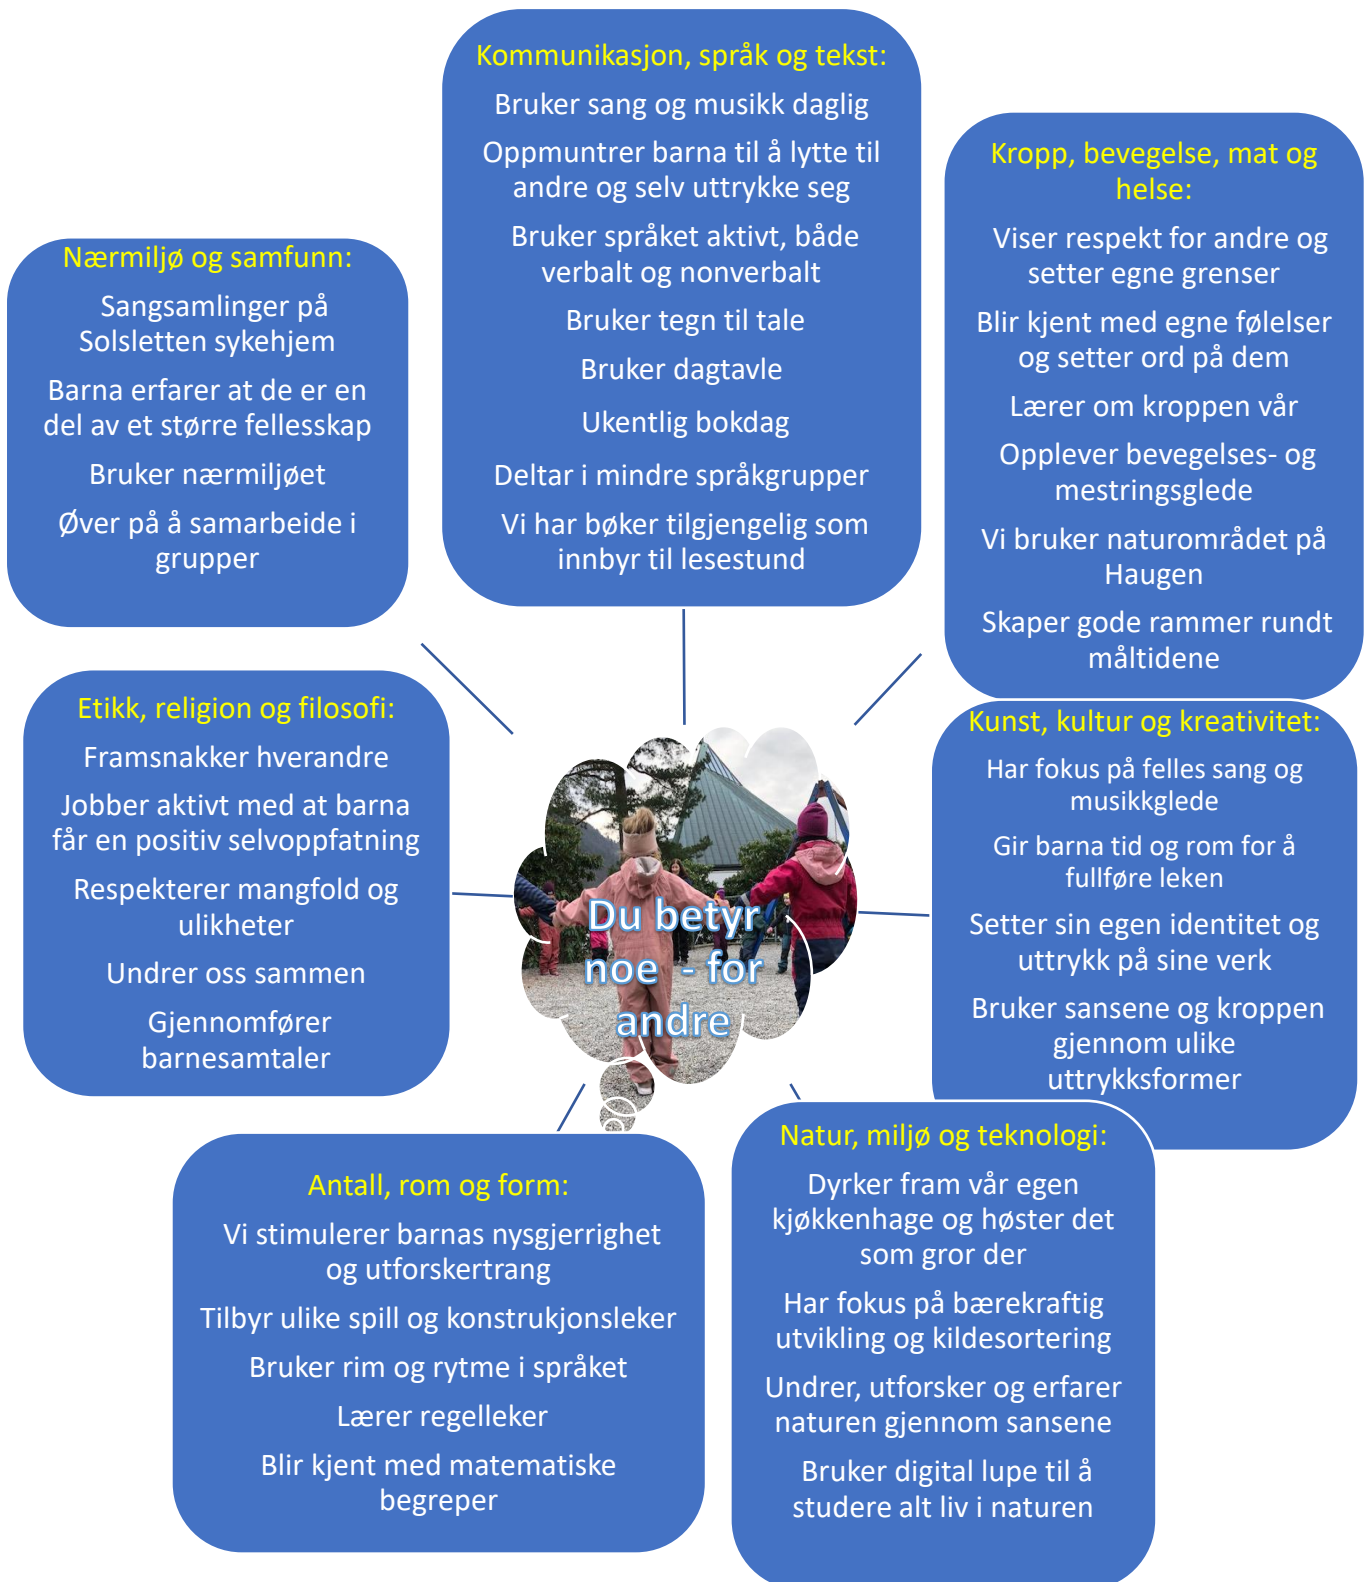 Kommunikasjon, språk og tekst:
Bruker sang og musikk daglig
Oppmuntrer barna til å lytte til
andre og selv uttrykke seg
Bruker språket aktivt, både
verbalt og nonverbalt
Bruker tegn til tale
Bruker dagtavle
Ukentlig bokdag
Deltar i mindre språkgrupper
Vi har bøker tilgjengelig som
innbyr til lesestund
Kropp, bevegelse, mat og
helse:
Viser respekt for andre og
setter egne grenser
Blir kjent med egne følelser
og setter ord på dem
Lærer om kroppen vår
Opplever bevegelses- og
mestringsglede
Vi bruker naturområdet på
Haugen
Skaper gode rammer rundt
måltidene
Nærmiljø og samfunn:
Sangsamlinger på
Solsletten sykehjem
Barna erfarer at de er en
del av et større fellesskap
Bruker nærmiljøet
Øver på å samarbeide i
grupper
Etikk, religion og filosofi:
Framsnakker hverandre
Jobber aktivt med at barna
får en positiv selvoppfatning
Respekterer mangfold og
ulikheter
Undrer oss sammen
Gjennomfører
barnesamtaler
Du betyr
noe - for
andre
Kunst, kultur og kreativitet:
Har fokus på felles sang og
musikkglede
Gir barna tid og rom for å
fullføre leken
Setter sin egen identitet og
uttrykk på sine verk
Bruker sansene og kroppen
gjennom ulike
uttrykksformer
Antall, rom og form:
Vi stimulerer barnas nysgjerrighet
og utforskertrang
Tilbyr ulike spill og konstrukjonsleker
Bruker rim og rytme i språket
Lærer regelleker
Blir kjent med matematiske
begreper
Natur, miljø og teknologi:
Dyrker fram vår egen
kjøkkenhage og høster det
som gror der
Har fokus på bærekraftig
utvikling og kildesortering
Undrer, utforsker og erfarer
naturen gjennom sansene
Bruker digital lupe til å
studere alt liv i naturen